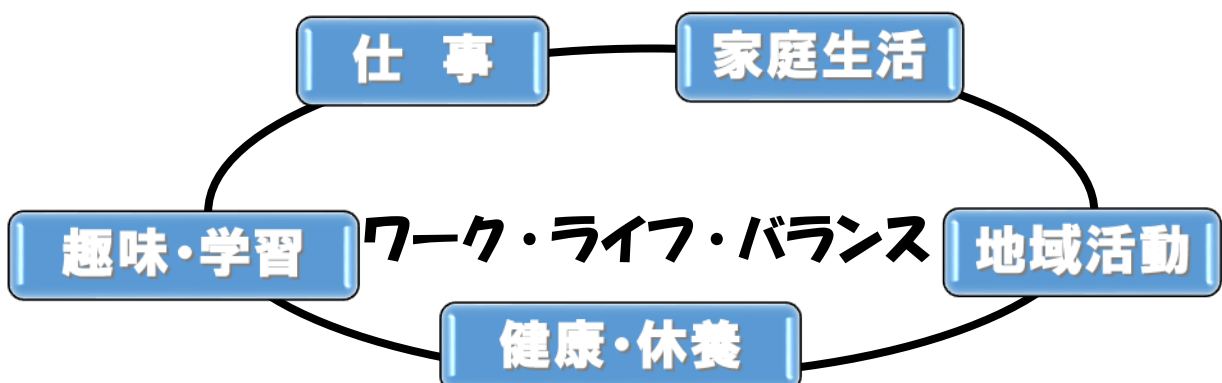 仕 事
家庭生活
趣味・学習
ワーク・ライフ・バランス
地域活動
健康・休養